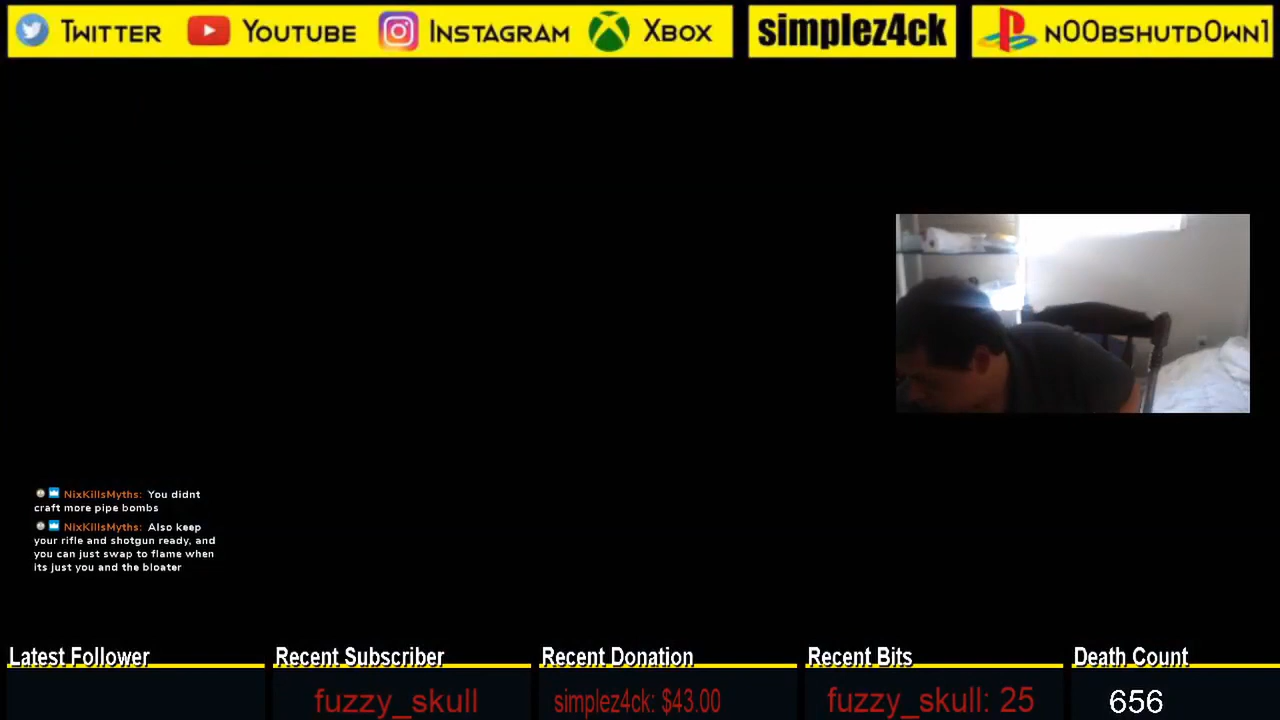 Twitter Youtube Instagram Xbox simplez4ck n00bshutd0wn1
NixKillsMyths: You didnt
craft more pipe bombs
NixKillsMyths: Also keep
your rifle and shotgun ready, and
you can just swap to flame when
its just you and the bloater
Latest Follower Recent Subscriber Recent Donation Recent Bits Death Count
fuzzy_skull simplez4ck: $43.00 fuzzy_skull: 25 656